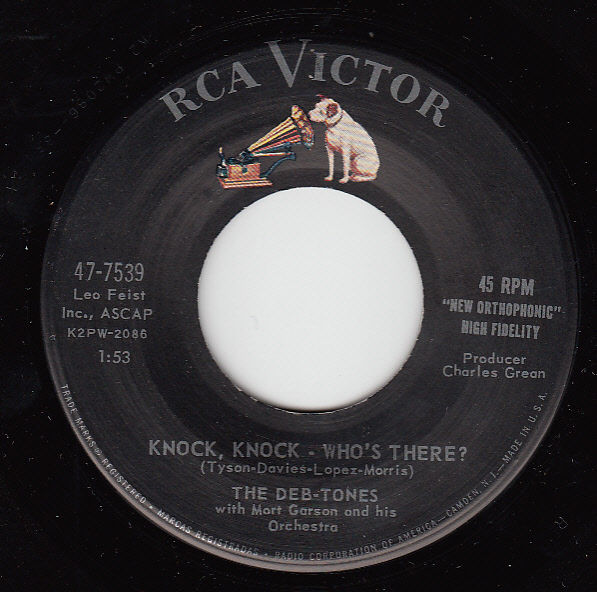 RCA VICTOR
47-7539
Leo Feist
Inc., ASCAP
K2PW-2086
1:53
45 RPM
"NEW ORTHOPHONIC"
HIGH FIDELITY
Producer
Charles Grean
KNOCK, KNOCK - WHO'S THERE?
(Tyson-Davies-Lopez-Morris)
THE DEB-TONES
with Mort Garson and his
Orchestra
TRADE MARKS ® REGISTERED • MARCAS REGISTRADAS • RADIO CORPORATION OF AMERICA—CAMDEN, N.J.—MADE IN U.S.A.